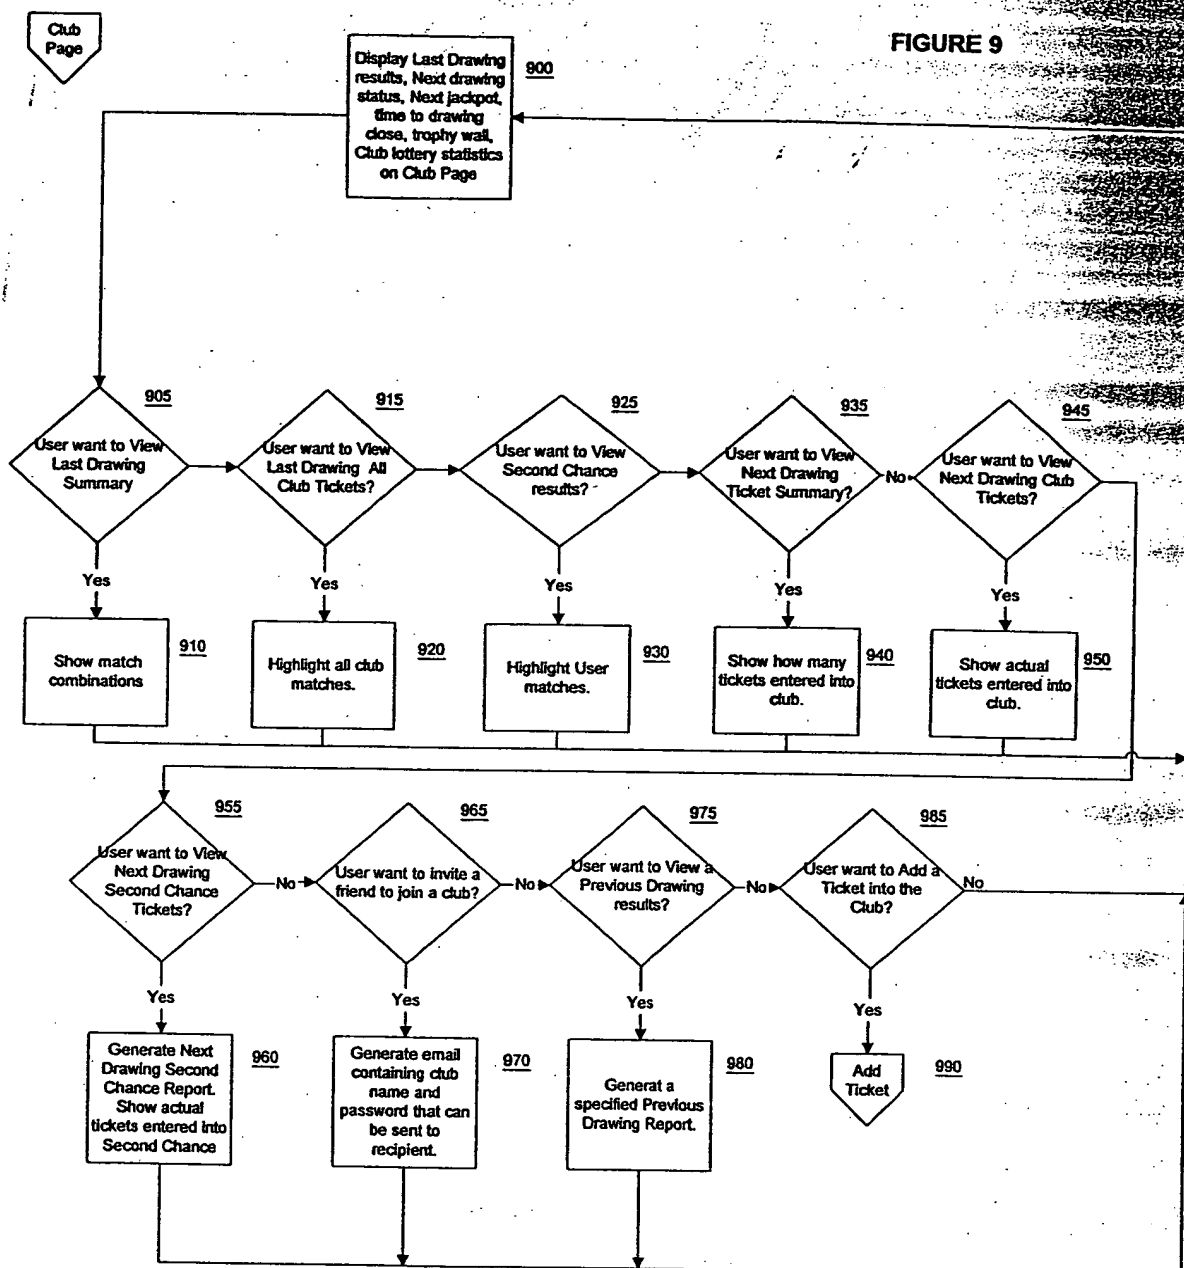 Club
Page
FIGURE 9
Display Last Drawing
results, Next drawing
status, Next jackpot,
time to drawing
close, trophy wall,
Club lottery statistics
on Club Page
900
905
User want to View
Last Drawing
Summary
915
User want to View
Last Drawing All
Club Tickets?
925
User want to View
Second Chance
results?
935
User want to View
Next Drawing
Ticket Summary?
No
945
User want to View
Next Drawing Club
Tickets?
Yes
Yes
Yes
Yes
Yes
Show match
combinations
910
Highlight all club
matches.
920
Highlight User
matches.
930
Show how many
tickets entered into
club.
940
Show actual
tickets entered into
club.
950
955
User want to View
Next Drawing
Second Chance
Tickets?
No
965
User want to invite a
friend to join a club?
No
975
User want to View a
Previous Drawing
results?
No
985
User want to Add a
Ticket into the
Club?
No
Yes
Yes
Yes
Yes
Generate Next
Drawing Second
Chance Report.
Show actual
tickets entered into
Second Chance
960
Generate email
containing club
name and
password that can
be sent to
recipient.
970
Generat a
specified Previous
Drawing Report.
980
Add
Ticket
990